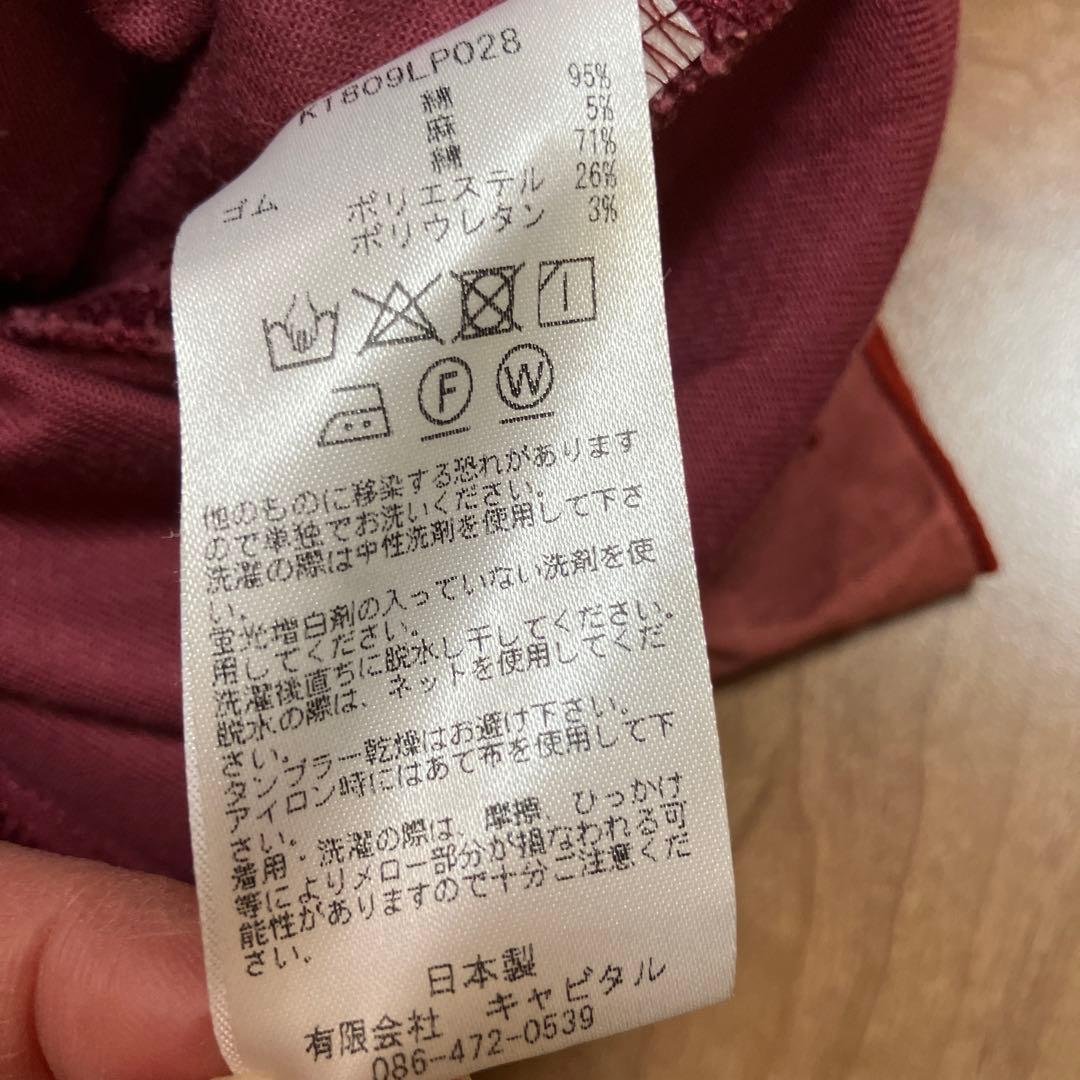 K1809LP028
綿 95%
麻 5%
綿 71%
ゴム ポリエステル 26%
ポリウレタン 3%
F W
他のものに移染する恐れがあります
ので単独でお洗いください。
洗濯の際は中性洗剤を使用して下さ
い。
蛍光増白剤の入っていない洗剤を使
用してください。
洗濯後直ちに脱水し干してください。
脱水の際は、ネットを使用してくだ
さい。
タンブラー乾燥はお避け下さい。
アイロン時にはあて布を使用して下
さい。
着用・洗濯の際は、摩擦、ひっかけ
等によりメロー部分が損なわれる可
能性がありますので十分ご注意くだ
さい。
日本製
有限会社 キャピタル
086-472-0539